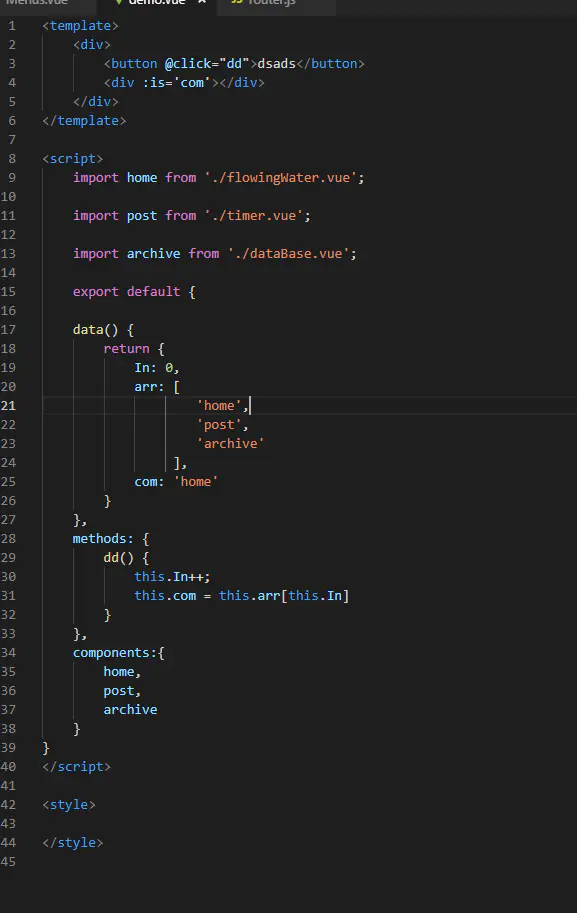 Menus.vue demo.vue × JS router.js
1 <template>
2 <div>
3 <button @click="dd">dsads</button>
4 <div :is='com'></div>
5 </div>
6 </template>
7
8 <script>
9 import home from './flowingWater.vue';
10
11 import post from './timer.vue';
12
13 import archive from './dataBase.vue';
14
15 export default {
16
17 data() {
18 return {
19 In: 0,
20 arr: [
21 'home',
22 'post',
23 'archive'
24 ],
25 com: 'home'
26 }
27 },
28 methods: {
29 dd() {
30 this.In++;
31 this.com = this.arr[this.In]
32 }
33 },
34 components:{
35 home,
36 post,
37 archive
38 }
39 }
40 </script>
41
42 <style>
43
44 </style>
45